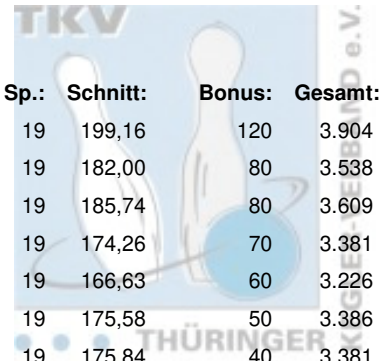 TKV
Sp.: Schnitt: Bonus: Gesamt:
19 199,16 120 3.904
19 182,00 80 3.538
19 185,74 80 3.609
19 174,26 70 3.381
19 166,63 60 3.226
19 175,58 50 3.386
19 175,84 40 3.381
THÜRINGER
KEGLER-VERBAND e.V.